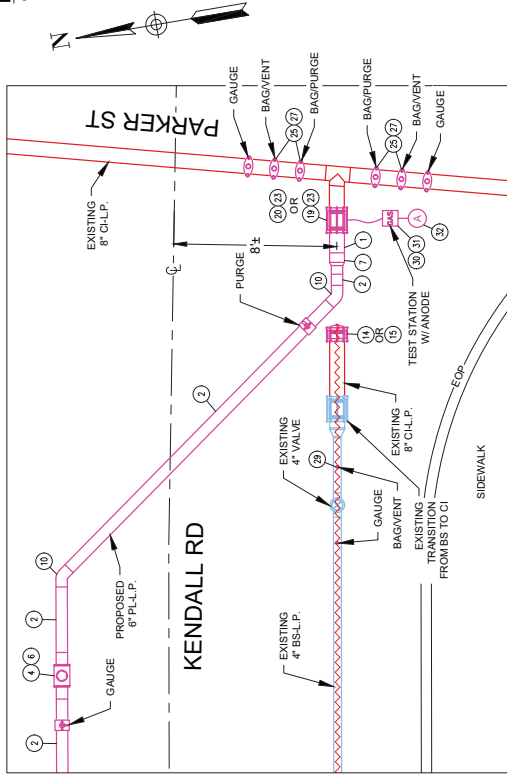 N
PARKER ST
EXISTING
8" CI-L.P.
GAUGE
BAG/VENT
25 27
BAG/PURGE
BAG/PURGE
25 27
BAG/VENT
GAUGE
20 23
OR
19 23
8'±
CL
PURGE
10
1
7
2
GAS
A
30 31
32
TEST STATION
W/ ANODE
14
OR
15
2
EXISTING
8" CI-L.P.
EXISTING
4" VALVE
29
GAUGE
BAG/VENT
EXISTING
TRANSITION
FROM BS TO CI
EOP
SIDEWALK
10
2
PROPOSED
6" PL-L.P.
KENDALL RD
4 6
GAUGE
2
EXISTING
4" BS-L.P.